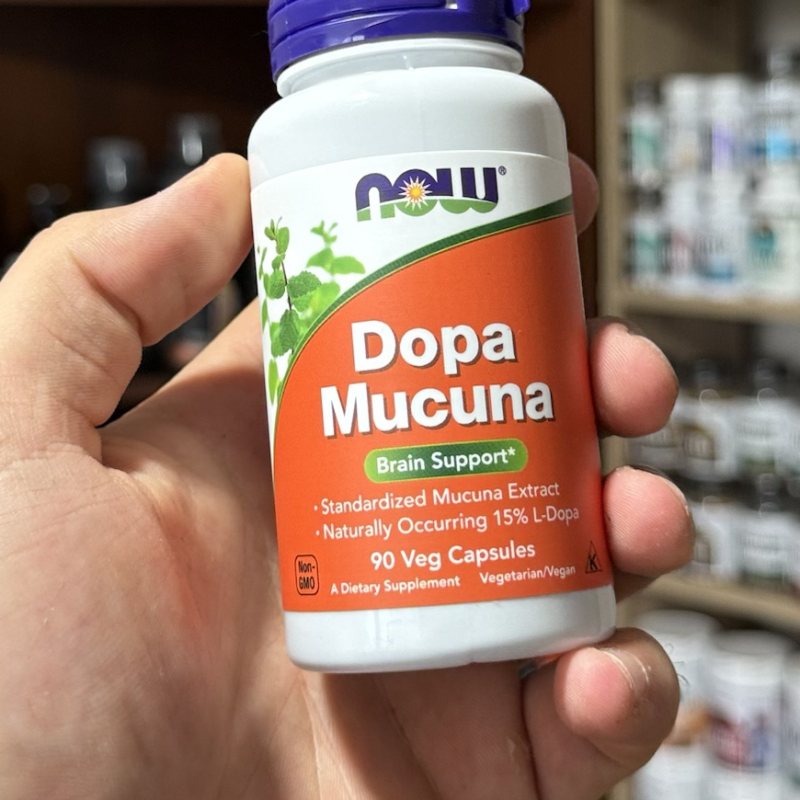 NOW®
Dopa
Mucuna
Brain Support*
· Standardized Mucuna Extract
· Naturally Occurring 15% L-Dopa
90 Veg Capsules
Non-
GMO
A Dietary Supplement Vegetarian/Vegan
K